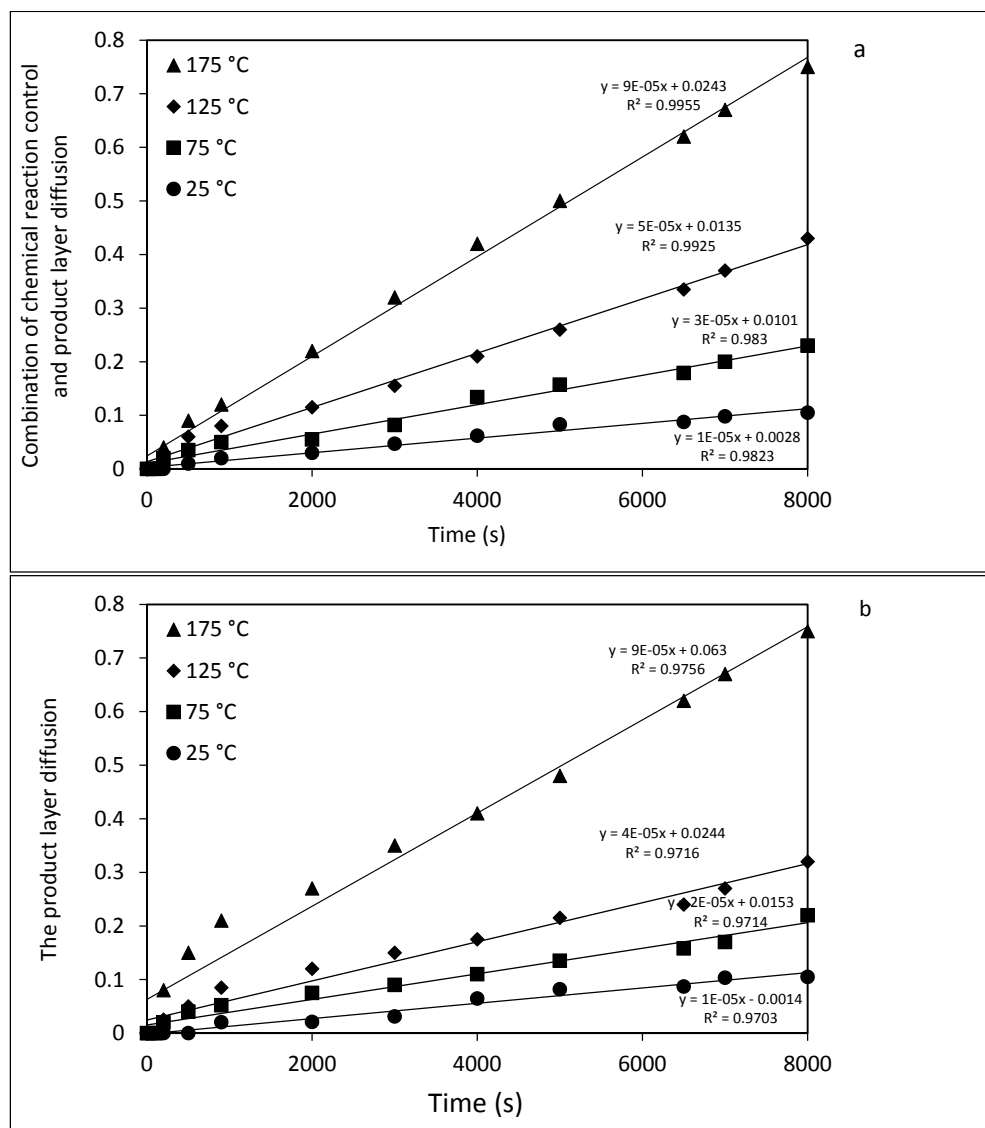 a
Combination of chemical reaction control
and product layer diffusion
0.8
0.7
0.6
0.5
0.4
0.3
0.2
0.1
0
175 °C
125 °C
75 °C
25 °C
y = 9E-05x + 0.0243
R² = 0.9955
y = 5E-05x + 0.0135
R² = 0.9925
y = 3E-05x + 0.0101
R² = 0.983
y = 1E-05x + 0.0028
R² = 0.9823
0 2000 4000 6000 8000
Time (s)
b
The product layer diffusion
0.8
0.7
0.6
0.5
0.4
0.3
0.2
0.1
0
175 °C
125 °C
75 °C
25 °C
y = 9E-05x + 0.063
R² = 0.9756
y = 4E-05x + 0.0244
R² = 0.9716
y = 2E-05x + 0.0153
R² = 0.9714
y = 1E-05x - 0.0014
R² = 0.9703
0 2000 4000 6000 8000
Time (s)